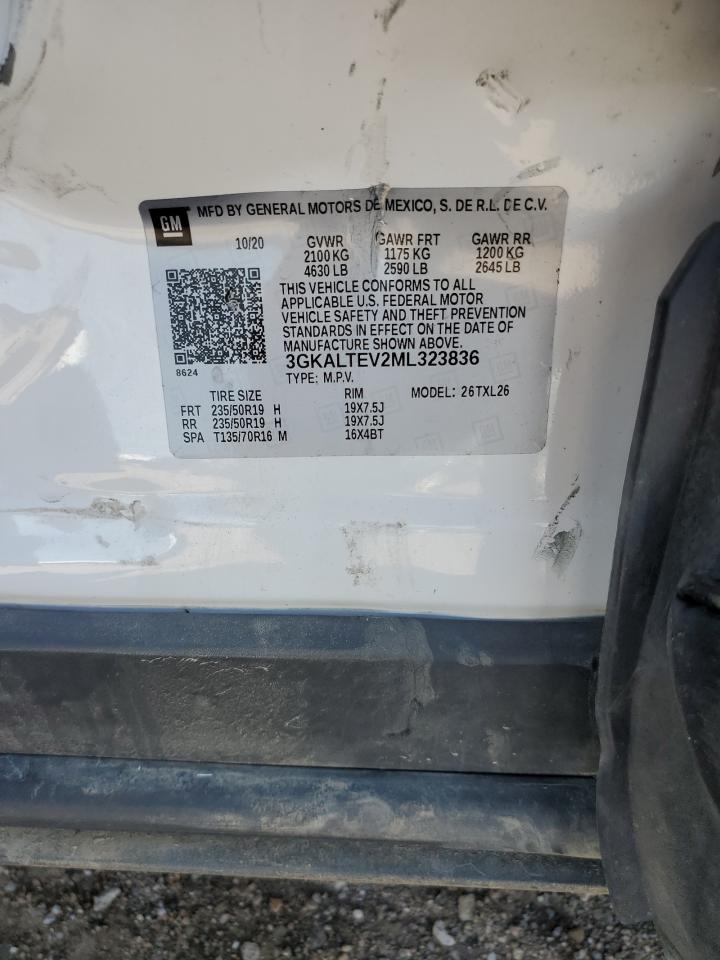 GM MFD BY GENERAL MOTORS DE MEXICO, S. DE R.L. DE C.V.
10/20 GVWR GAWR FRT GAWR RR
2100 KG 1175 KG 1200 KG
4630 LB 2590 LB 2645 LB
THIS VEHICLE CONFORMS TO ALL
APPLICABLE U.S. FEDERAL MOTOR
VEHICLE SAFETY AND THEFT PREVENTION
STANDARDS IN EFFECT ON THE DATE OF
MANUFACTURE SHOWN ABOVE.
3GKALTEV2ML323836
8624 TYPE: M.P.V.
TIRE SIZE RIM MODEL: 26TXL26
FRT 235/50R19 H 19X7.5J
RR 235/50R19 H 19X7.5J
SPA T135/70R16 M 16X4BT